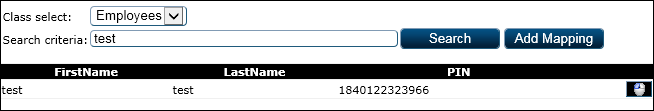 Class select: Employees
Search criteria: test Search Add Mapping
FirstName LastName PIN
test test 1840122323966